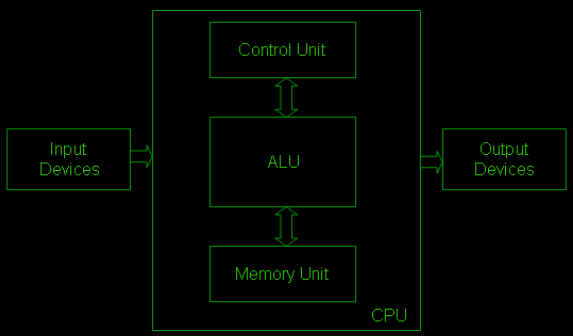 Control Unit
Input
Devices
ALU
Output
Devices
Memory Unit
CPU